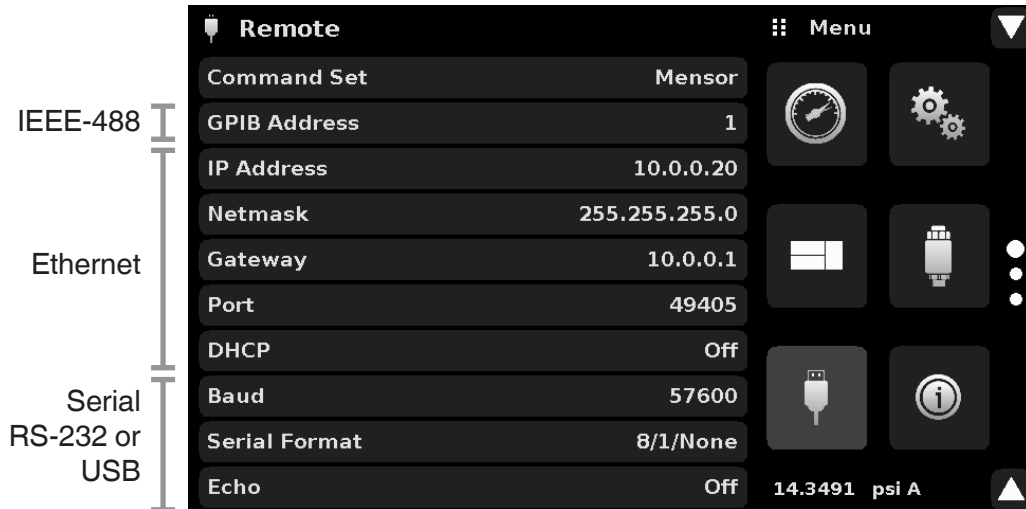 Remote
Menu
Command Set Mensor
IEEE-488
GPIB Address 1
IP Address 10.0.0.20
Netmask 255.255.255.0
Ethernet
Gateway 10.0.0.1
Port 49405
DHCP Off
Serial
RS-232 or
USB
Baud 57600
Serial Format 8/1/None
Echo Off
14.3491 psi A